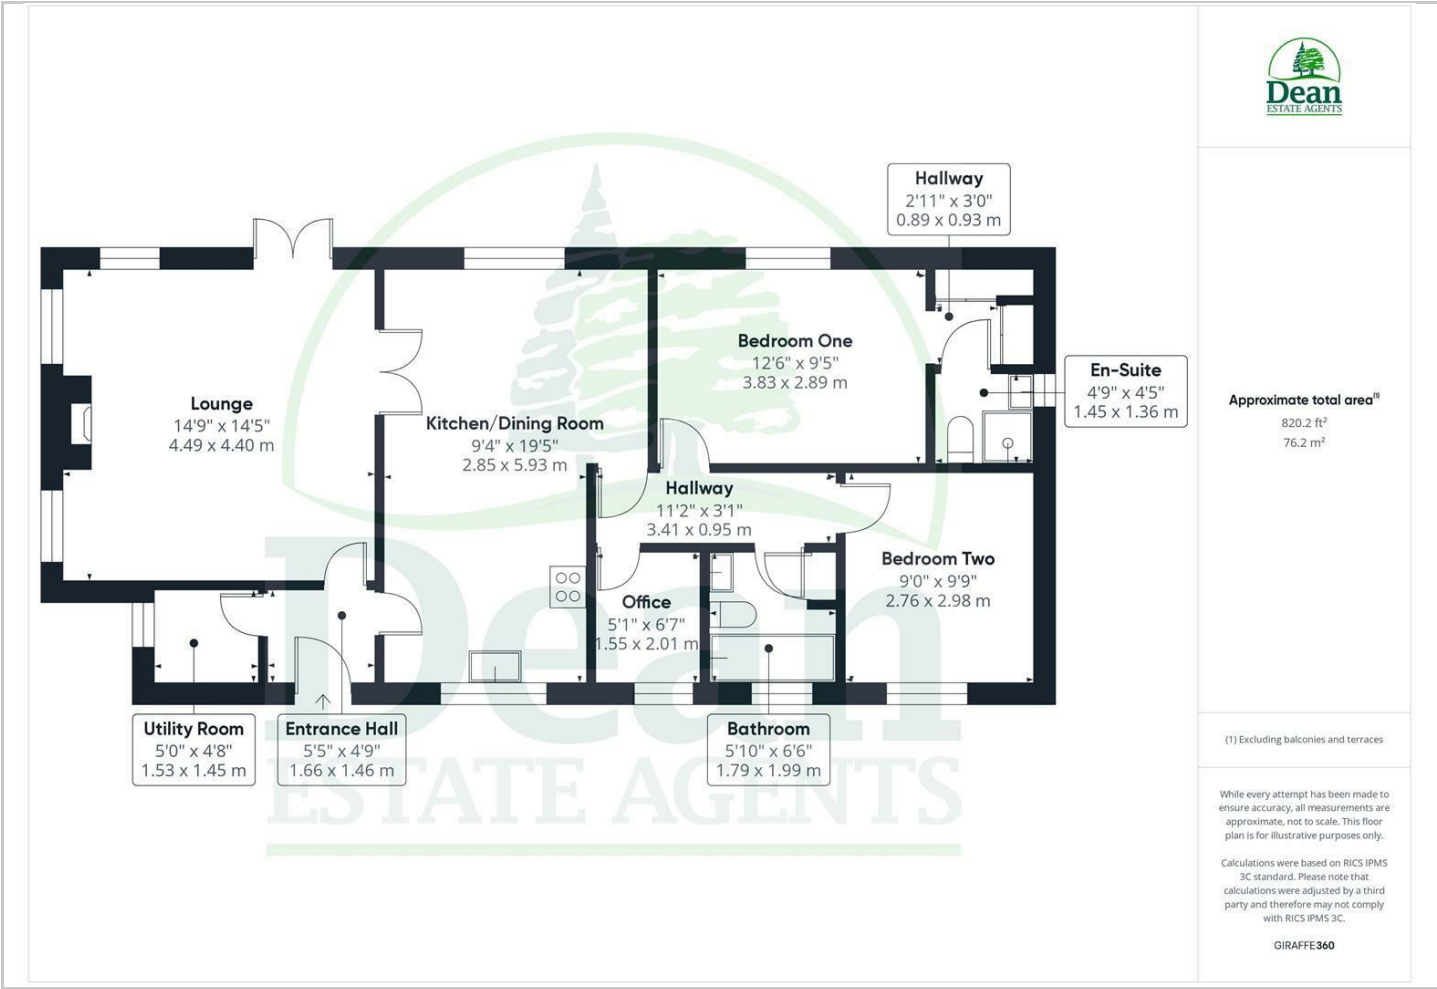 Dean
ESTATE AGENTS
Hallway
2'11" x 3'0"
0.89 x 0.93 m
Bedroom One
12'6" x 9'5"
3.83 x 2.89 m
En-Suite
4'9" x 4'5"
1.45 x 1.36 m
Lounge
14'9" x 14'5"
4.49 x 4.40 m
Kitchen/Dining Room
9'4" x 19'5"
2.85 x 5.93 m
Hallway
11'2" x 3'1"
3.41 x 0.95 m
Bedroom Two
9'0" x 9'9"
2.76 x 2.98 m
Office
5'1" x 6'7"
1.55 x 2.01 m
Utility Room
5'0" x 4'8"
1.53 x 1.45 m
Entrance Hall
5'5" x 4'9"
1.66 x 1.46 m
Bathroom
5'10" x 6'6"
1.79 x 1.99 m
Dean
ESTATE AGENTS
Approximate total area(1)
820.2 ft²
76.2 m²
(1) Excluding balconies and terraces
While every attempt has been made to
ensure accuracy, all measurements are
approximate, not to scale. This floor
plan is for illustrative purposes only.
Calculations were based on RICS IPMS
3C standard. Please note that
calculations were adjusted by a third
party and therefore may not comply
with RICS IPMS 3C.
GIRAFFE360